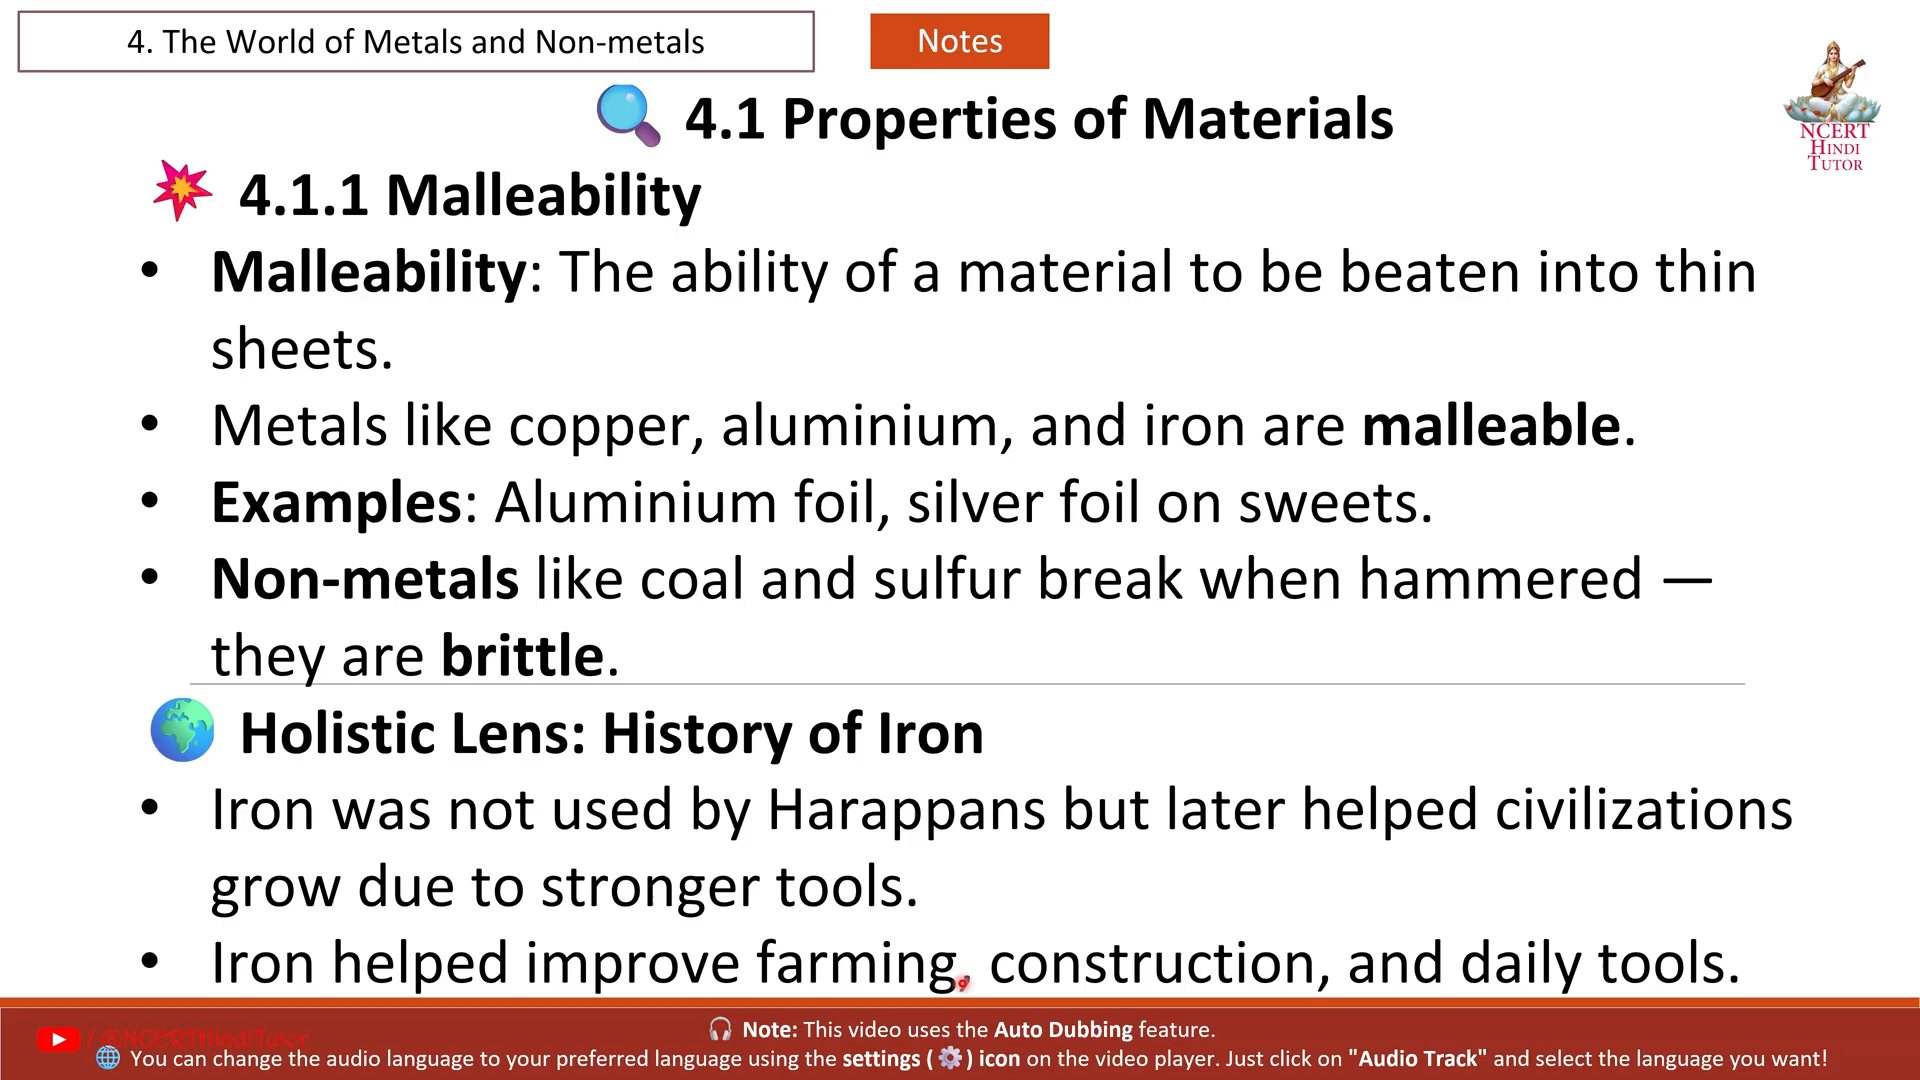 4. The World of Metals and Non-metals
Notes
NCERT
HINDI
TUTOR
4.1 Properties of Materials
4.1.1 Malleability
• Malleability: The ability of a material to be beaten into thin
sheets.
• Metals like copper, aluminium, and iron are malleable.
• Examples: Aluminium foil, silver foil on sweets.
• Non-metals like coal and sulfur break when hammered —
they are brittle.
Holistic Lens: History of Iron
• Iron was not used by Harappans but later helped civilizations
grow due to stronger tools.
• Iron helped improve farming, construction, and daily tools.
/@NCERTHindiTutor
Note: This video uses the Auto Dubbing feature.
You can change the audio language to your preferred language using the settings ( ) icon on the video player. Just click on "Audio Track" and select the language you want!